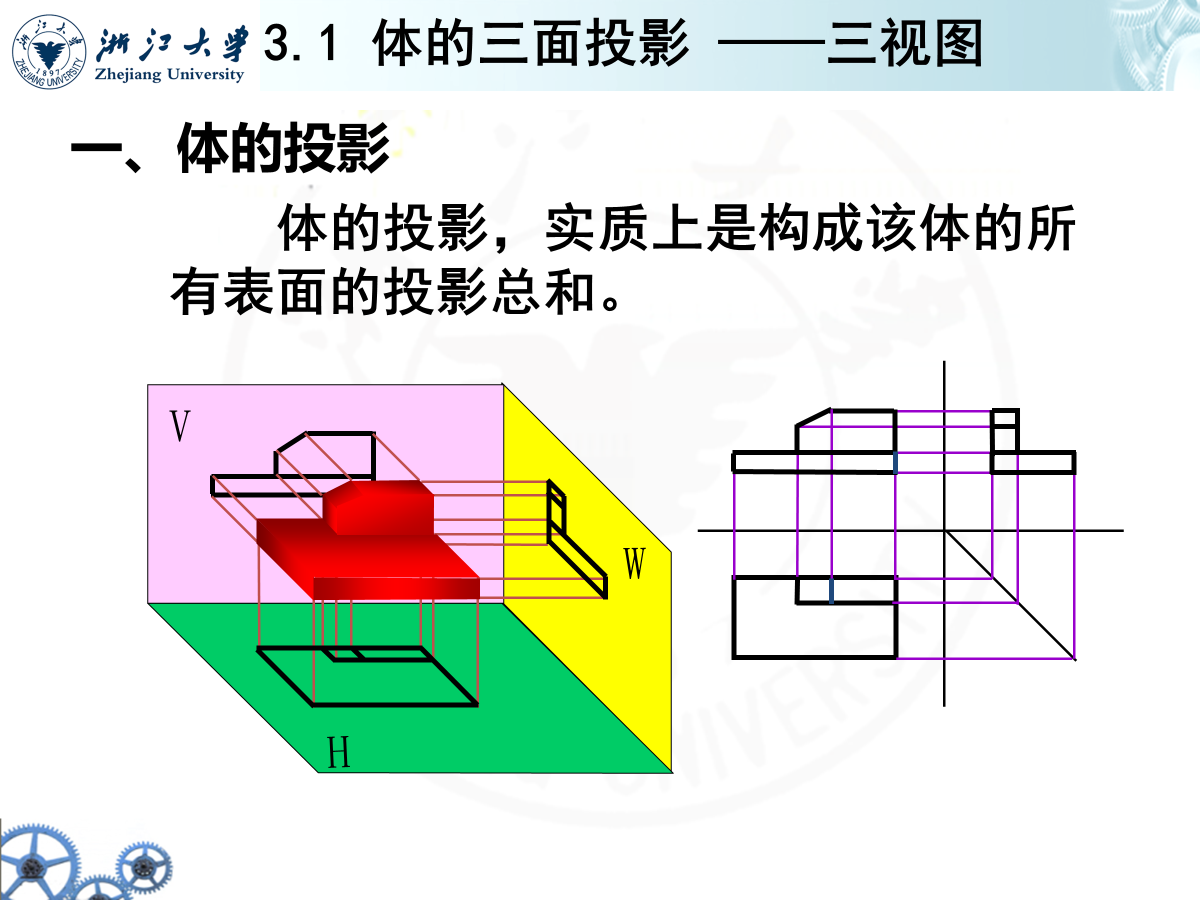 浙江大学
Zhejiang University
3.1 体的三面投影 ——三视图
一、体的投影
体的投影，实质上是构成该体的所
有表面的投影总和。
V
W
H